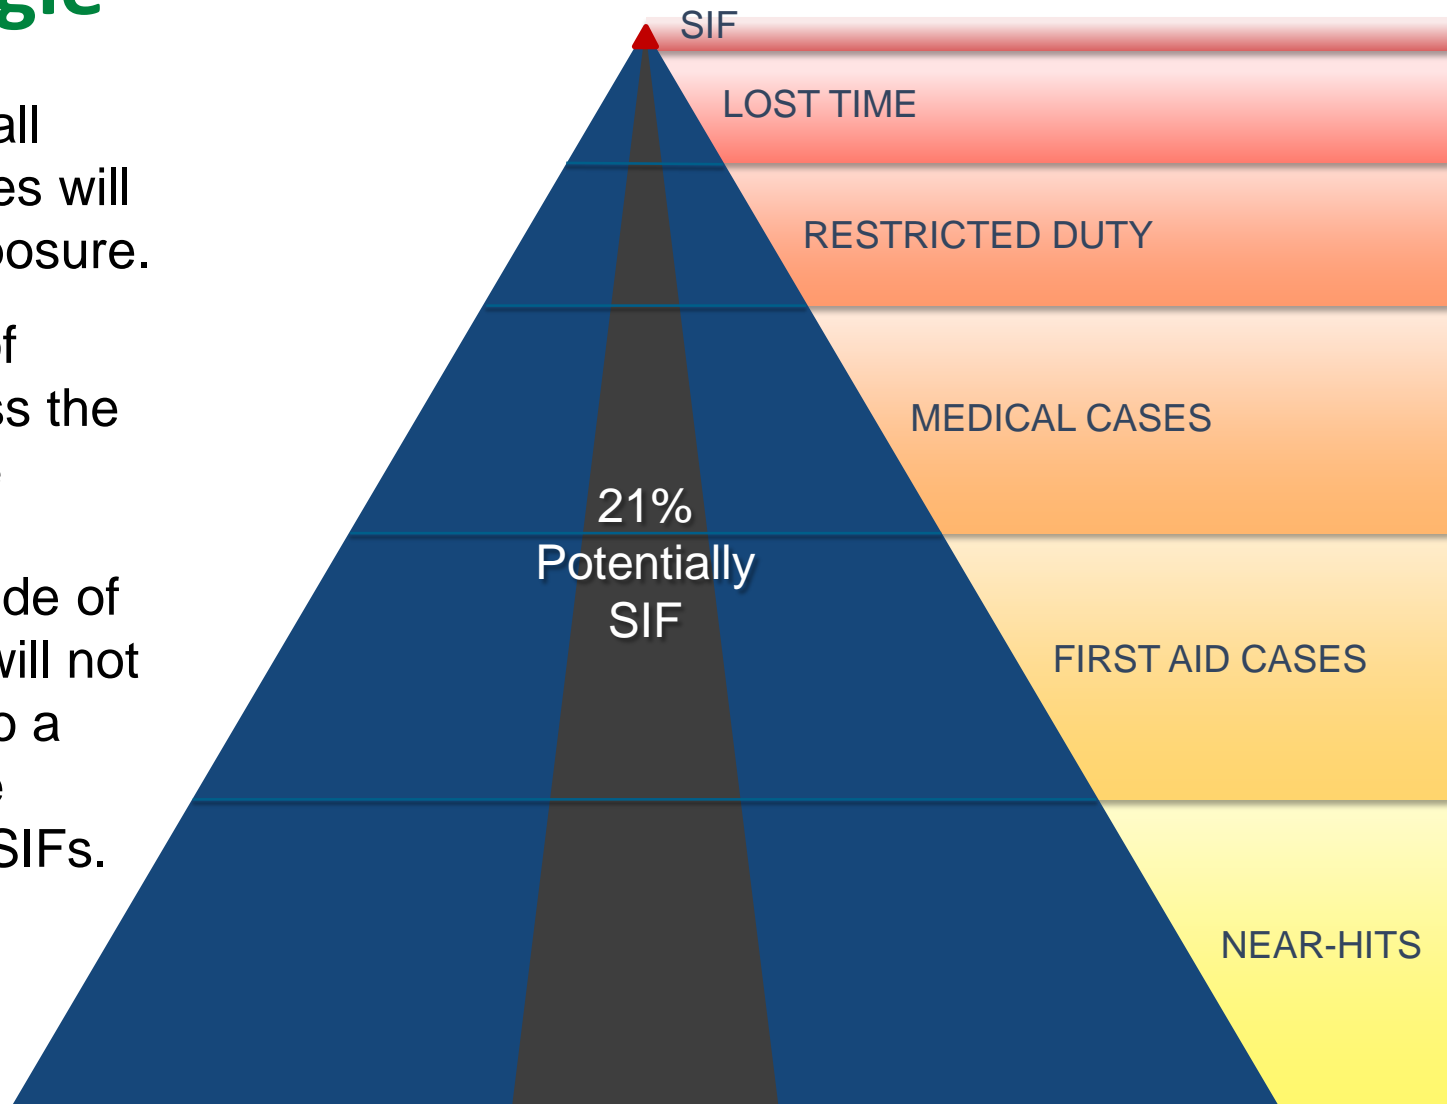 all
es will
posure.
of
ss the
de of
will not
o a
e
SIFs.
SIF
LOST TIME
RESTRICTED DUTY
MEDICAL CASES
FIRST AID CASES
NEAR-HITS
21%
Potentially
SIF